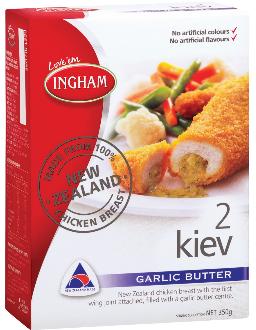 No artificial colours ✓
No artificial flavours ✓
Love'em
INGHAM
MADE FROM 100%
NEW
ZEALAND
CHICKEN BREAST
2
kiev
GARLIC BUTTER
New Zealand chicken breast with the first
wing joint attached, filled with a garlic butter centre.
NET 350g